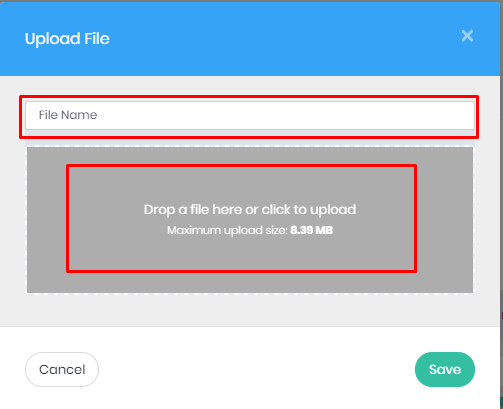 Upload File
×
File Name
Drop a file here or click to upload
Maximum upload size: 8.39 MB
Cancel
Save